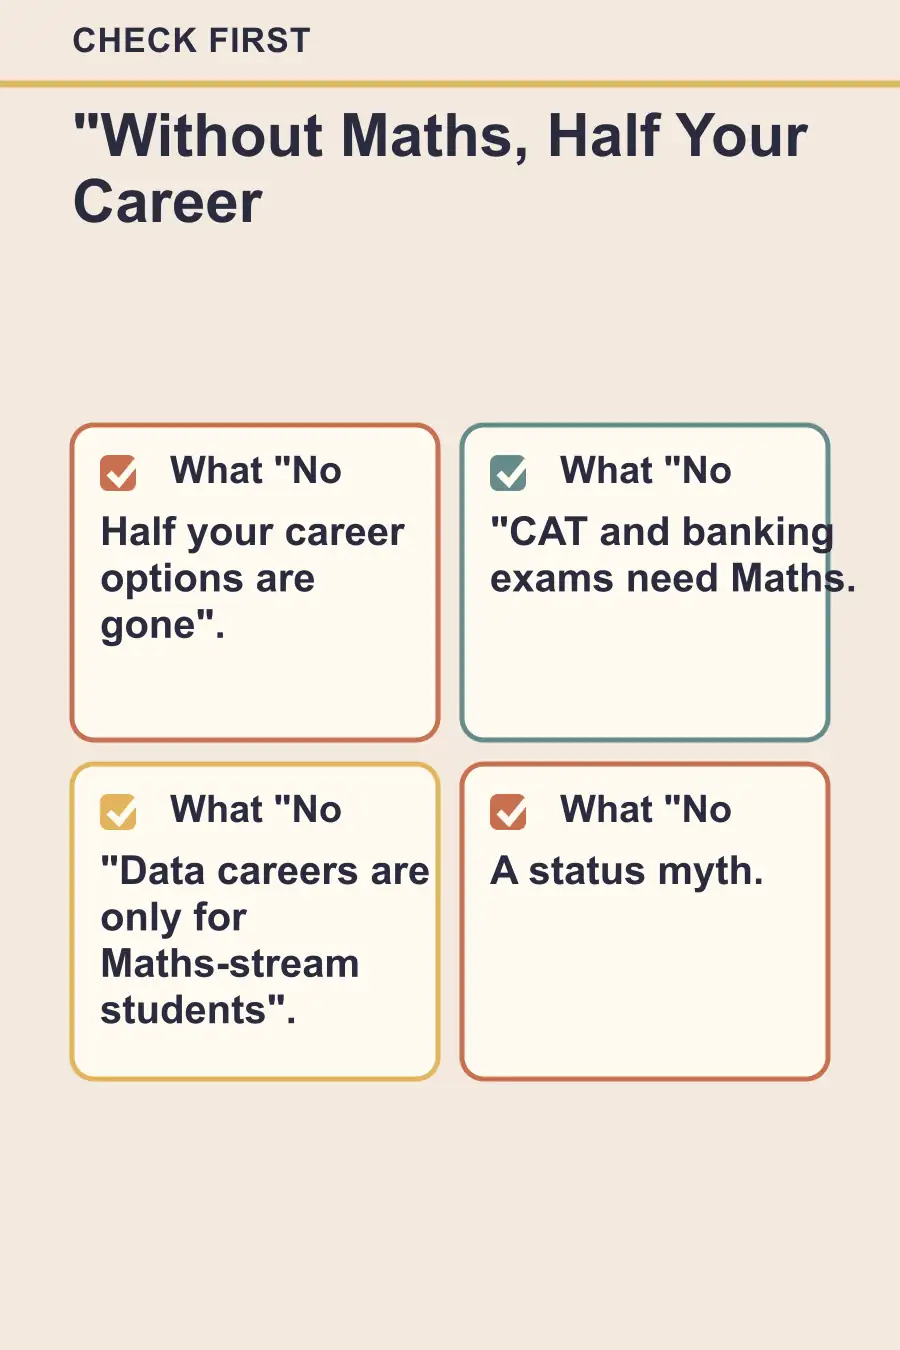 CHECK FIRST
"Without Maths, Half Your
Career
What "No
Half your career
options are
gone".
What "No
"CAT and banking
exams need Maths.
What "No
"Data careers are
only for
Maths-stream
students".
What "No
A status myth.